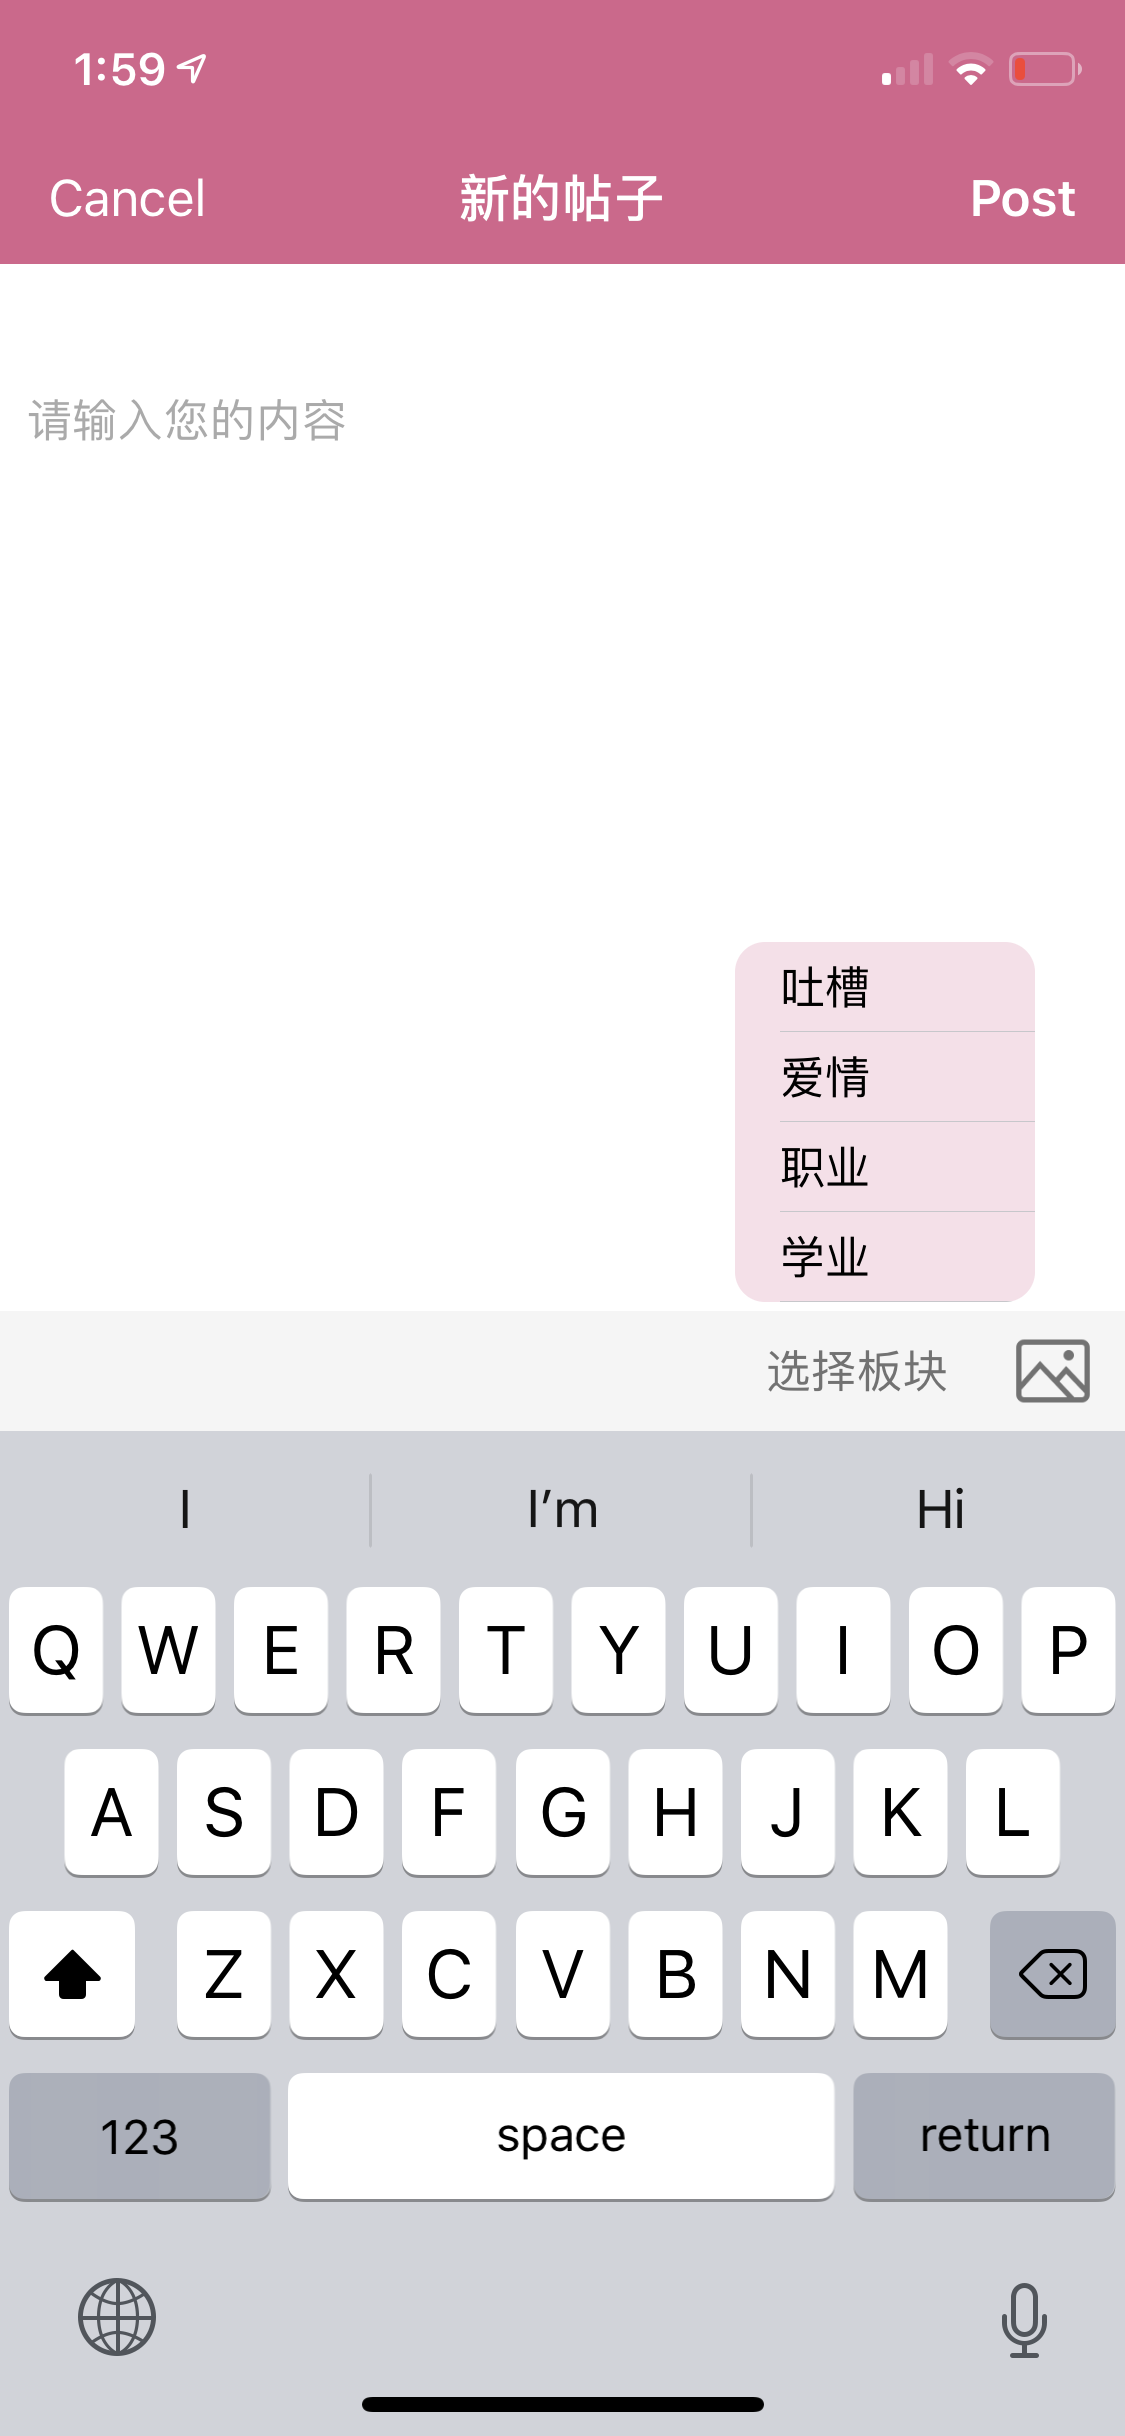 1:59
Cancel 新的帖子 Post
请输入您的内容
吐槽
爱情
职业
学业
选择板块
I I’m Hi
Q W E R T Y U I O P
A S D F G H J K L
Z X C V B N M
123 space return